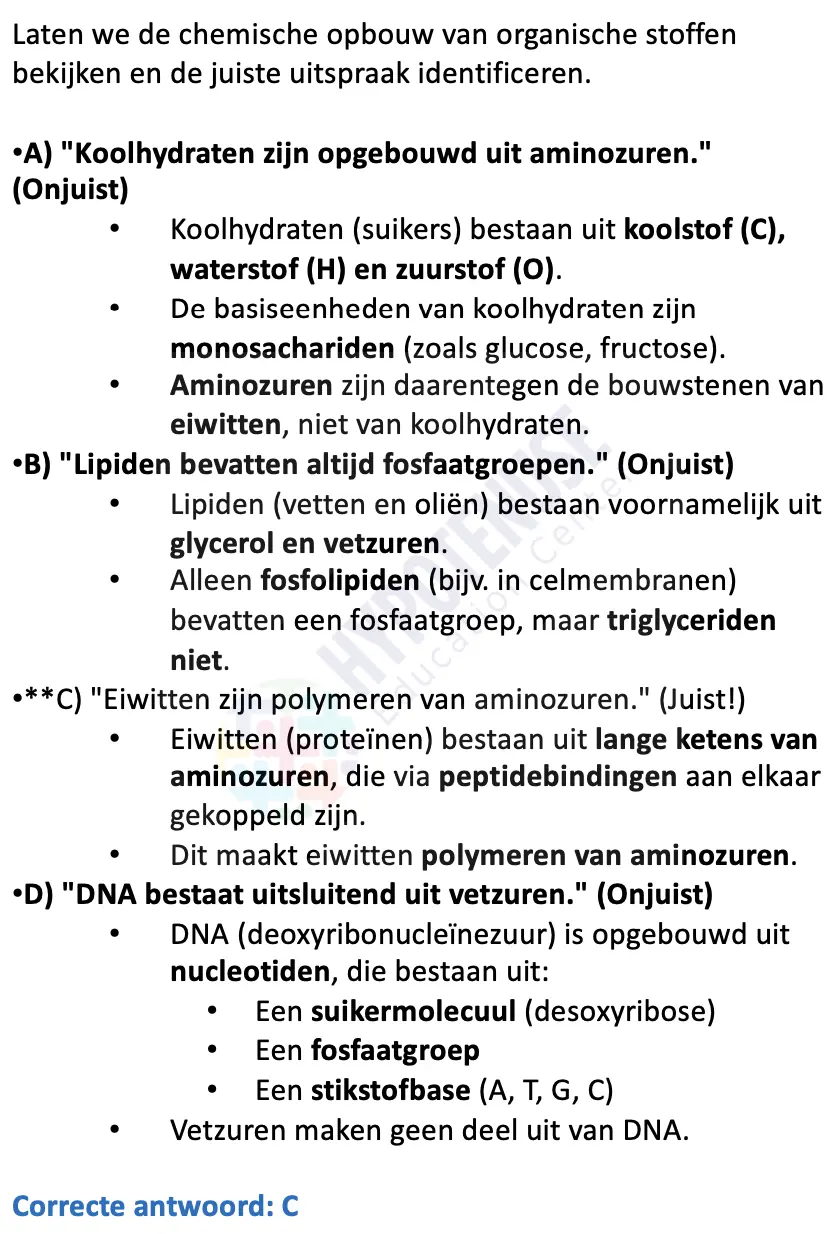 Laten we de chemische opbouw van organische stoffen
bekijken en de juiste uitspraak identificeren.
•A) "Koolhydraten zijn opgebouwd uit aminozuren."
(Onjuist)
• Koolhydraten (suikers) bestaan uit koolstof (C),
waterstof (H) en zuurstof (O).
• De basiseenheden van koolhydraten zijn
monosachariden (zoals glucose, fructose).
• Aminozuren zijn daarentegen de bouwstenen van
eiwitten, niet van koolhydraten.
•B) "Lipiden bevatten altijd fosfaatgroepen." (Onjuist)
• Lipiden (vetten en oliën) bestaan voornamelijk uit
glycerol en vetzuren.
• Alleen fosfolipiden (bijv. in celmembranen)
bevatten een fosfaatgroep, maar triglyceriden
niet.
•**C) "Eiwitten zijn polymeren van aminozuren." (Juist!)
• Eiwitten (proteïnen) bestaan uit lange ketens van
aminozuren, die via peptidebindingen aan elkaar
gekoppeld zijn.
• Dit maakt eiwitten polymeren van aminozuren.
•D) "DNA bestaat uitsluitend uit vetzuren." (Onjuist)
• DNA (deoxyribonucleïnezuur) is opgebouwd uit
nucleotiden, die bestaan uit:
• Een suikermolecuul (desoxyribose)
• Een fosfaatgroep
• Een stikstofbase (A, T, G, C)
• Vetzuren maken geen deel uit van DNA.
Correcte antwoord: C
HYPOTENUSE
Education Center